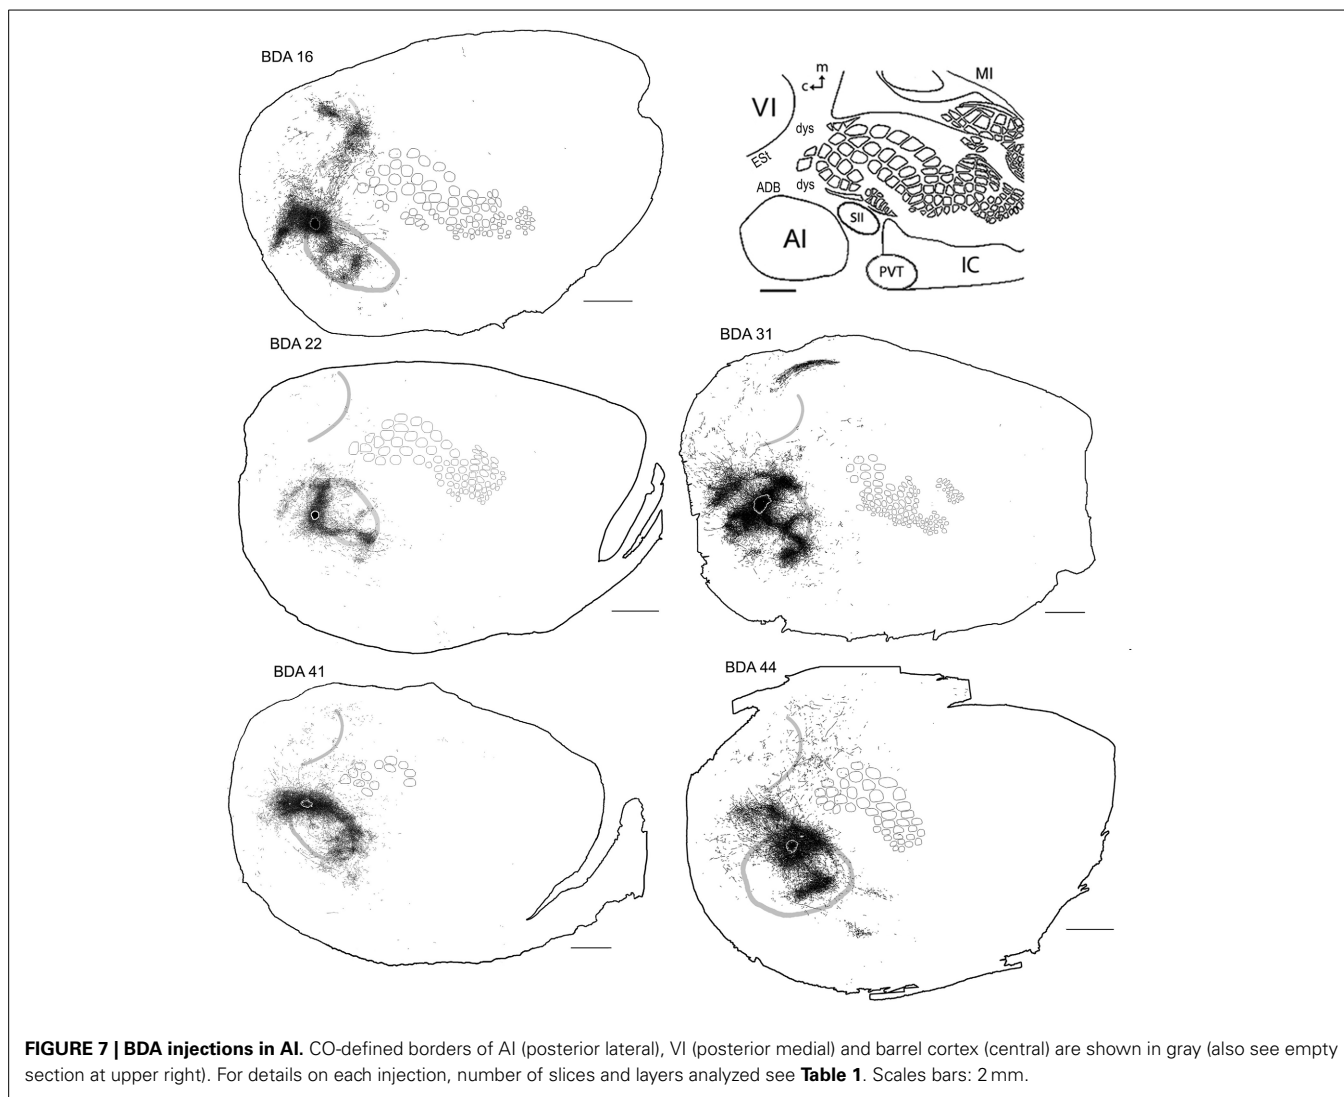 BDA 16
m
c
MI
VI
dys
ESt
ADB
dys
SII
AI
PVT
IC
BDA 22
BDA 31
BDA 41
BDA 44
FIGURE 7 | BDA injections in AI. CO-defined borders of AI (posterior lateral), VI (posterior medial) and barrel cortex (central) are shown in gray (also see empty
section at upper right). For details on each injection, number of slices and layers analyzed see Table 1. Scales bars: 2 mm.